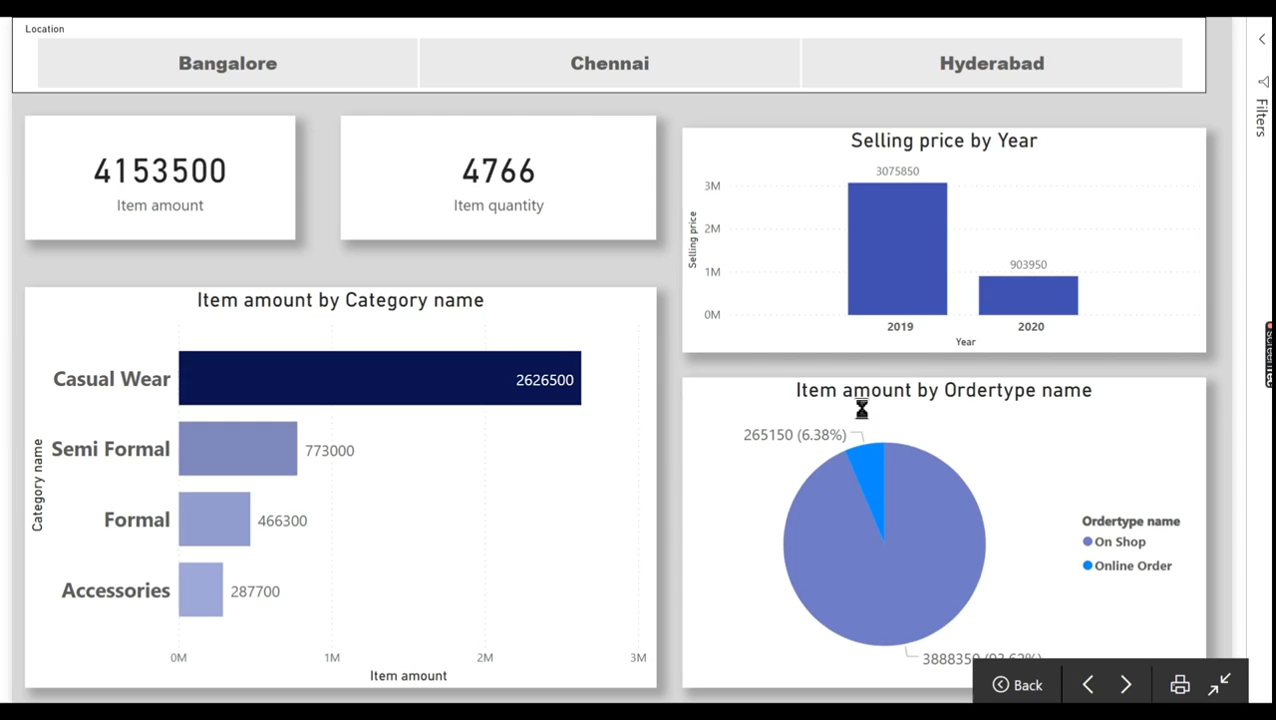 Location
Bangalore
Chennai
Hyderabad
Filters
4153500
Item amount
4766
Item quantity
Selling price by Year
3075850
3M
2M
1M
0M
Selling price
903950
2019
2020
Year
Item amount by Category name
Category name
Casual Wear
2626500
Semi Formal
773000
Formal
466300
Accessories
287700
0M
1M
2M
3M
Item amount
Item amount by Ordertype name
265150 (6.38%)
Ordertype name
On Shop
Online Order
3888350 (93.62%)
Back